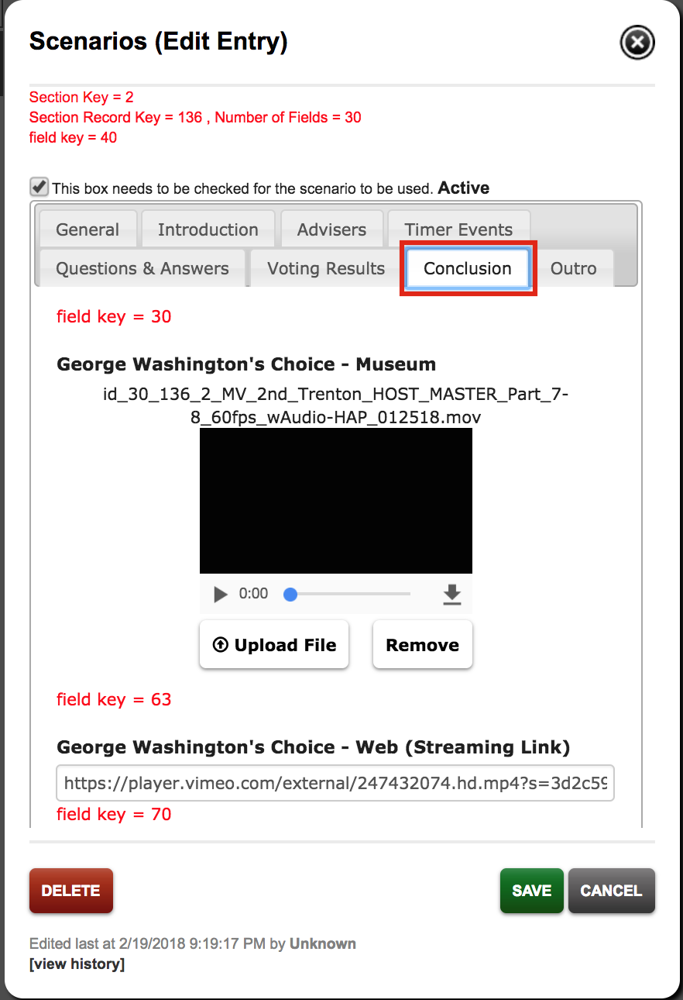 Scenarios (Edit Entry)
Section Key = 2
Section Record Key = 136 , Number of Fields = 30
field key = 40
This box needs to be checked for the scenario to be used. Active
General Introduction Advisers Timer Events
Questions & Answers Voting Results Conclusion Outro
field key = 30
George Washington's Choice - Museum
id_30_136_2_MV_2nd_Trenton_HOST_MASTER_Part_7-
8_60fps_wAudio-HAP_012518.mov
0:00
Upload File Remove
field key = 63
George Washington's Choice - Web (Streaming Link)
https://player.vimeo.com/external/247432074.hd.mp4?s=3d2c59
field key = 70
DELETE SAVE CANCEL
Edited last at 2/19/2018 9:19:17 PM by Unknown
[view history]